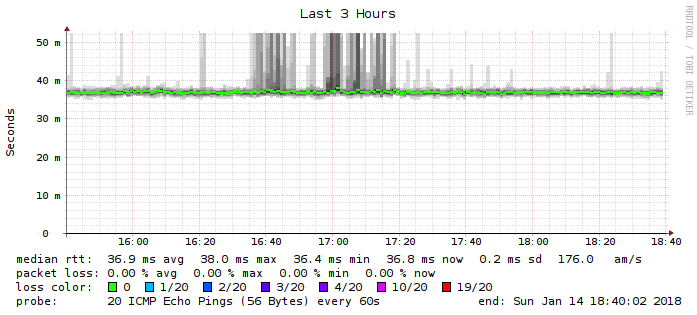 Last 3 Hours
RRDTOOL / TOBI OETIKER
Seconds
50 m
40 m
30 m
20 m
10 m
0
16:00 16:20 16:40 17:00 17:20 17:40 18:00 18:20 18:40
median rtt: 36.9 ms avg 38.0 ms max 36.4 ms min 36.8 ms now 0.2 ms sd 176.0 am/s
packet loss: 0.00 % avg 0.00 % max 0.00 % min 0.00 % now
loss color: 0 1/20 2/20 3/20 4/20 10/20 19/20
probe: 20 ICMP Echo Pings (56 Bytes) every 60s end: Sun Jan 14 18:40:02 2018